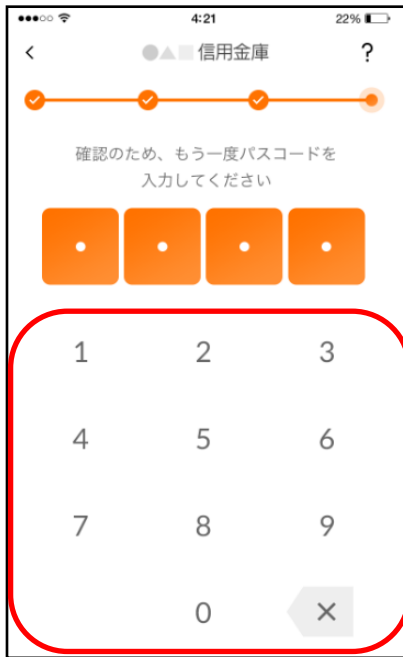 4:21 22%
●▲■ 信用金庫 ?
確認のため、もう一度パスコードを
入力してください
1 2 3
4 5 6
7 8 9
0